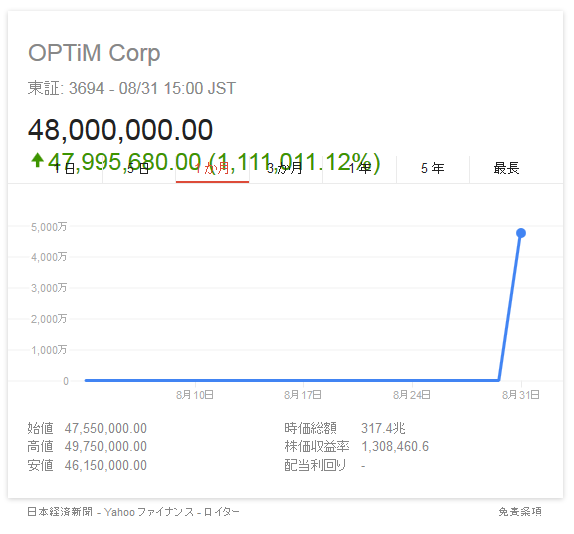 OPTiM Corp
東証: 3694 - 08/31 15:00 JST
48,000,000.00
47,995,680.00 (1,111,011.12%)
1 日 5 日 1 か月 3 か月 1 年 5 年 最長
5,000万
4,000万
3,000万
2,000万
1,000万
0
8月10日 8月17日 8月24日 8月31日
始値 47,550,000.00 時価総額 317.4兆
高値 49,750,000.00 株価収益率 1,308,460.6
安値 46,150,000.00 配当利回り -
日本経済新聞 - Yahoo ファイナンス - ロイター 免責条項